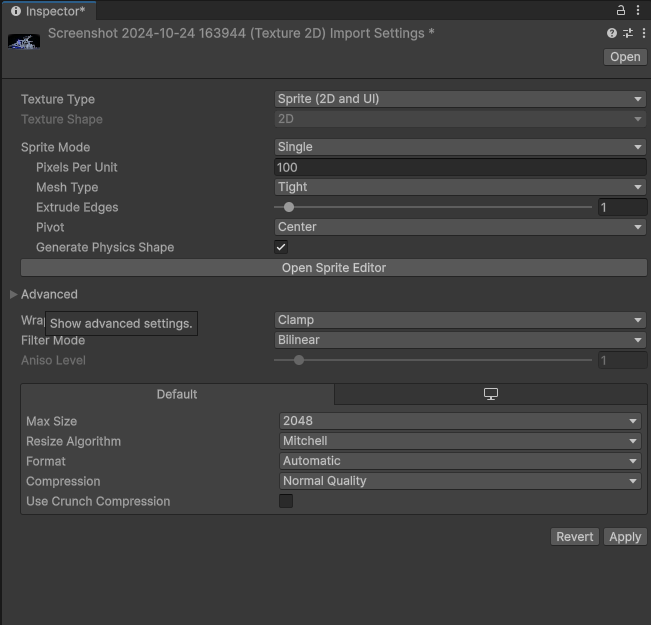 Inspector*
Screenshot 2024-10-24 163944 (Texture 2D) Import Settings *
Open
Texture Type Sprite (2D and UI)
Texture Shape 2D
Sprite Mode Single
Pixels Per Unit 100
Mesh Type Tight
Extrude Edges 1
Pivot Center
Generate Physics Shape
Open Sprite Editor
Advanced
Clamp
Show advanced settings.
Filter Mode Bilinear
Aniso Level 1
Default
Max Size 2048
Resize Algorithm Mitchell
Format Automatic
Compression Normal Quality
Use Crunch Compression
Revert Apply